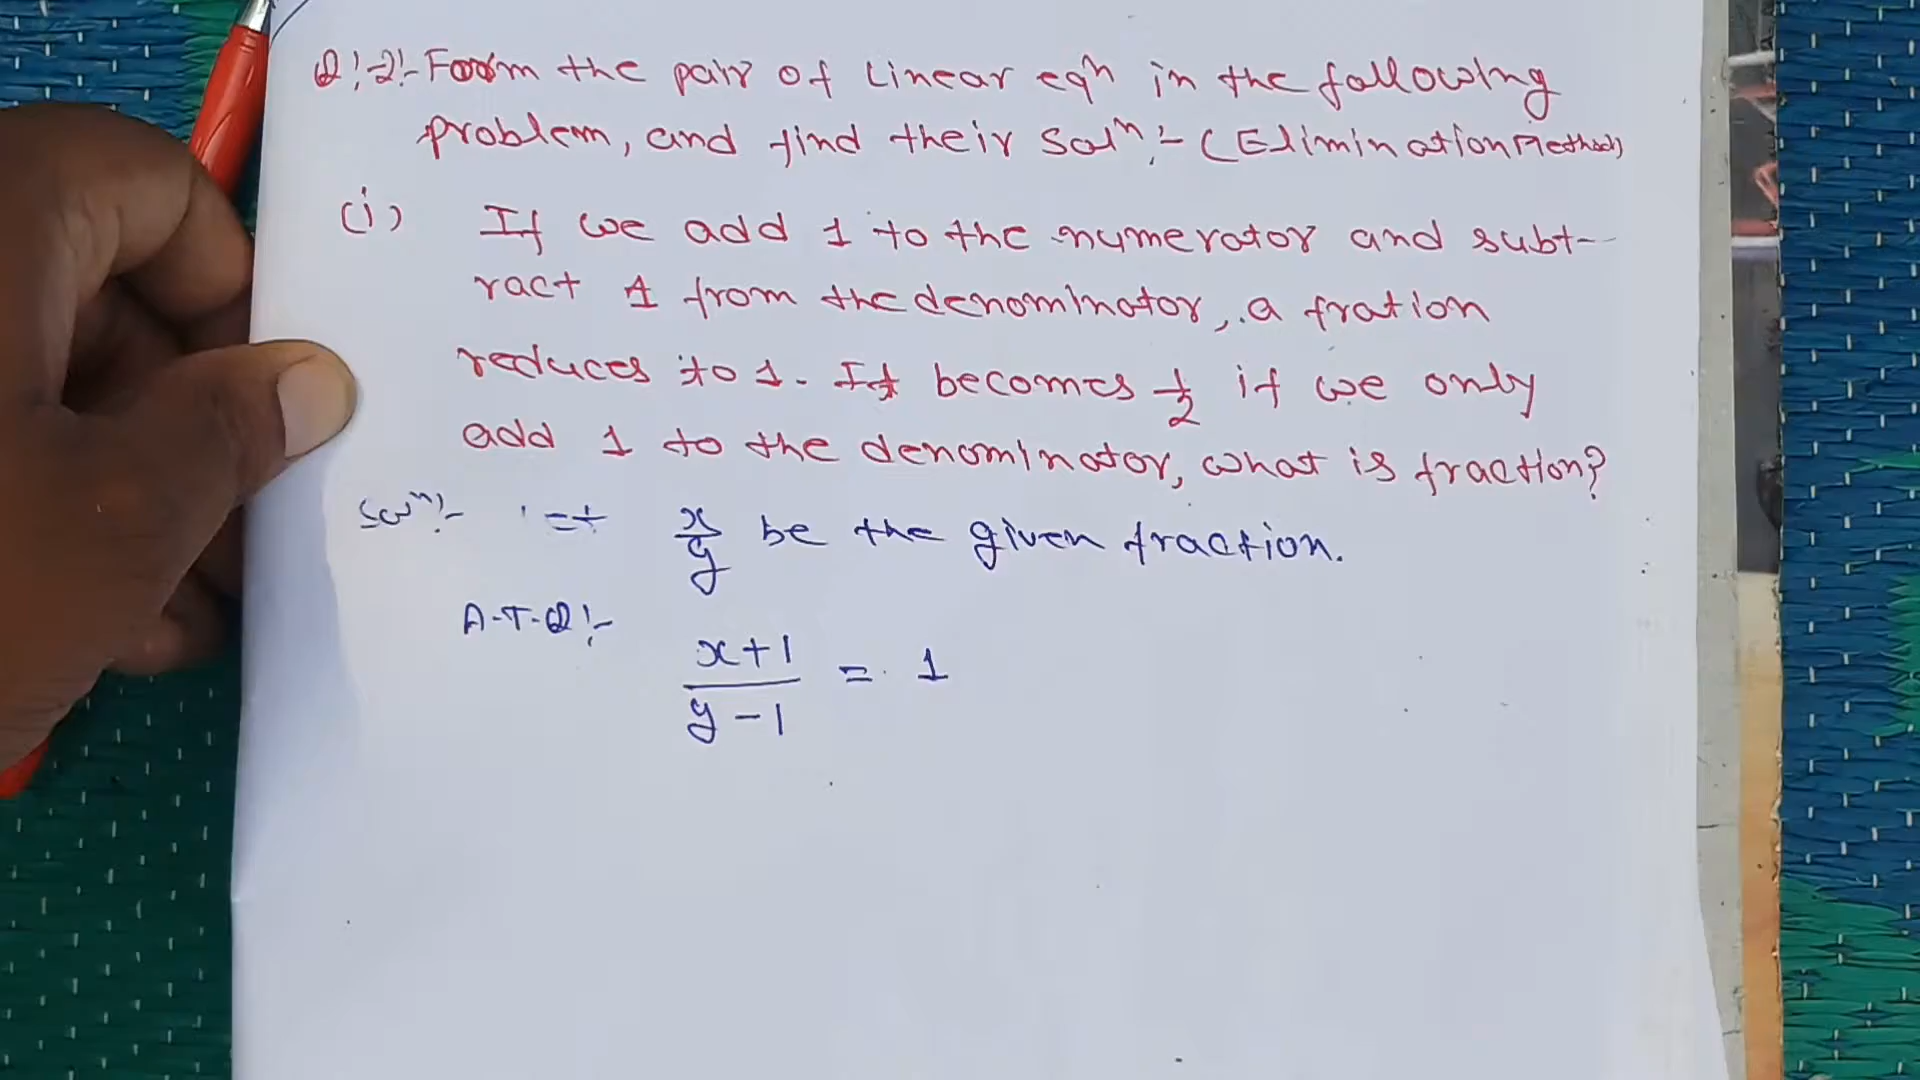 Q:-2:- Form the pair of Linear eqn in the following
problem, and find their Soln:- (Elimination Method)
(i) If we add 1 to the numerator and subt-
ract 1 from the denominator, a fration
reduces to 1. It becomes 1/2 if we only
add 1 to the denominator, what is fraction?
Soln:- Let x/y be the given fraction.
A-T-Q:-
x+1
/ y-1 = 1